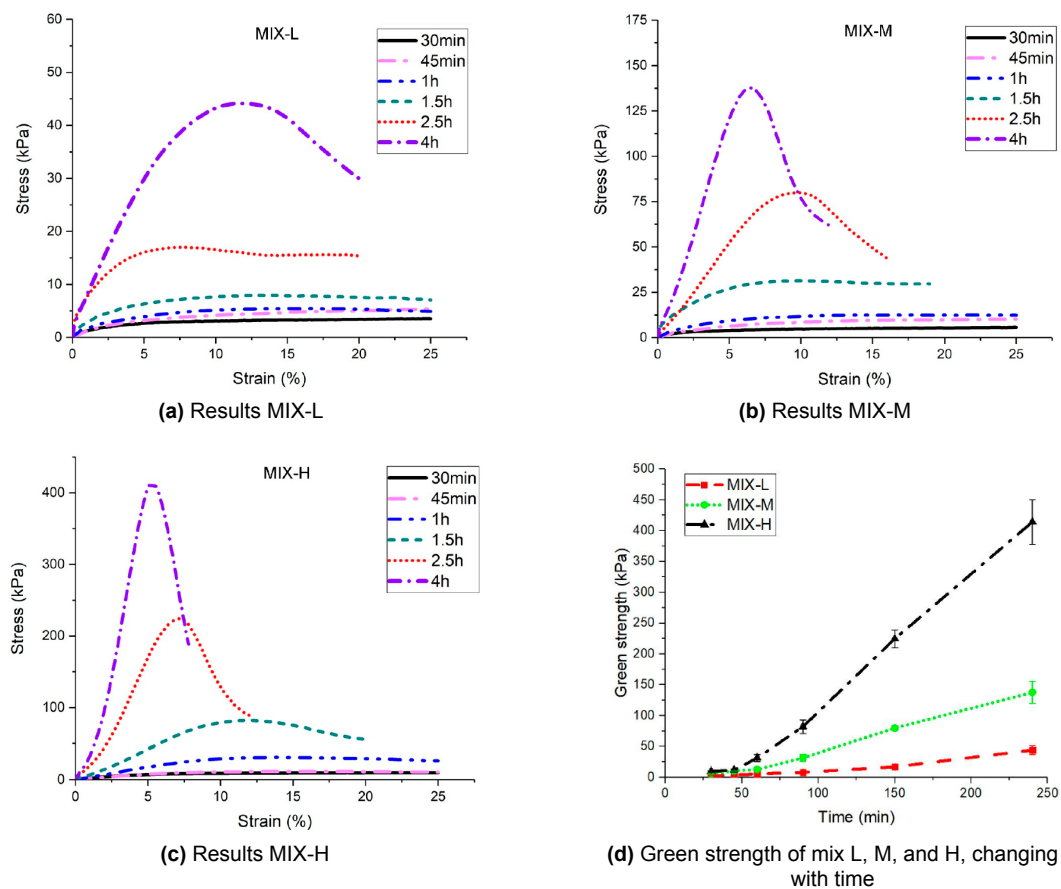 MIX-L
30min
45min
1h
1.5h
2.5h
4h
60
50
40
30
20
10
0
Stress (kPa)
0 5 10 15 20 25
Strain (%)
(a) Results MIX-L
MIX-M
30min
45min
1h
1.5h
2.5h
4h
175
150
125
100
75
50
25
0
Stress (kPa)
0 5 10 15 20 25
Strain (%)
(b) Results MIX-M
MIX-H
30min
45min
1h
1.5h
2.5h
4h
400
300
200
100
0
Stress (kPa)
0 5 10 15 20 25
Strain (%)
(c) Results MIX-H
MIX-L
MIX-M
MIX-H
500
450
400
350
300
250
200
150
100
50
0
Green strength (kPa)
0 50 100 150 200 250
Time (min)
(d) Green strength of mix L, M, and H, changing
with time